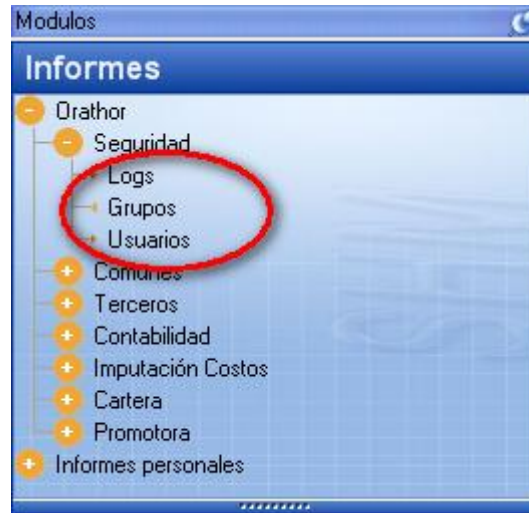 Modulos
Informes
Orathor
Seguridad
Logs
Grupos
Usuarios
Comunes
Terceros
Contabilidad
Imputación Costos
Cartera
Promotora
Informes personales